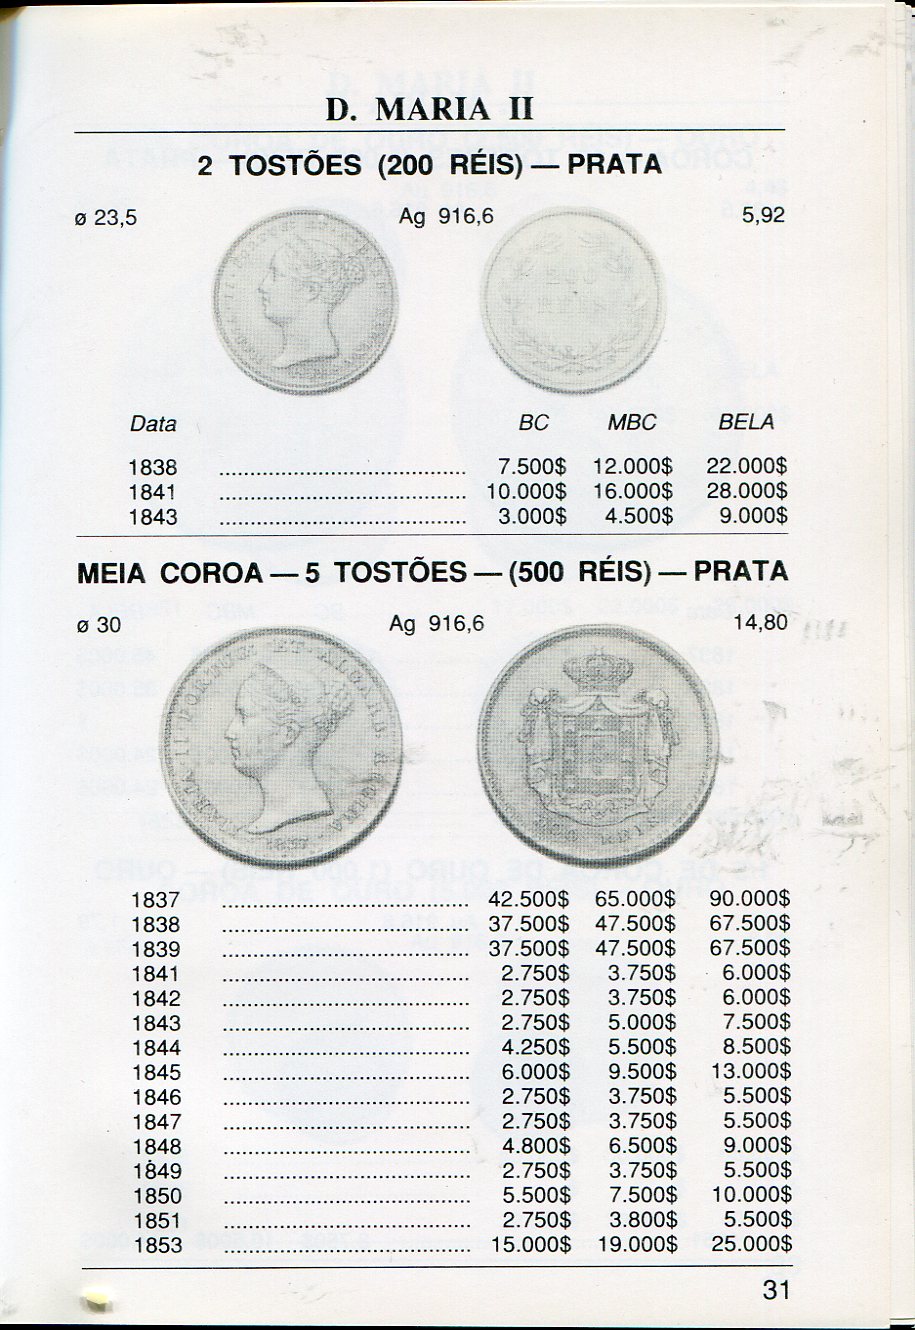 D. MARIA II
2 TOSTÕES (200 RÉIS) — PRATA
ø 23,5 Ag 916,6 5,92
Data BC MBC BELA
1838 ..................................... 7.500$ 12.000$ 22.000$
1841 ..................................... 10.000$ 16.000$ 28.000$
1843 ..................................... 3.000$ 4.500$ 9.000$
MEIA COROA — 5 TOSTÕES — (500 RÉIS) — PRATA
ø 30 Ag 916,6 14,80
1837 ..................................... 42.500$ 65.000$ 90.000$
1838 ..................................... 37.500$ 47.500$ 67.500$
1839 ..................................... 37.500$ 47.500$ 67.500$
1841 ..................................... 2.750$ 3.750$ 6.000$
1842 ..................................... 2.750$ 3.750$ 6.000$
1843 ..................................... 2.750$ 5.000$ 7.500$
1844 ..................................... 4.250$ 5.500$ 8.500$
1845 ..................................... 6.000$ 9.500$ 13.000$
1846 ..................................... 2.750$ 3.750$ 5.500$
1847 ..................................... 2.750$ 3.750$ 5.500$
1848 ..................................... 4.800$ 6.500$ 9.000$
1849 ..................................... 2.750$ 3.750$ 5.500$
1850 ..................................... 5.500$ 7.500$ 10.000$
1851 ..................................... 2.750$ 3.800$ 5.500$
1853 ..................................... 15.000$ 19.000$ 25.000$
31